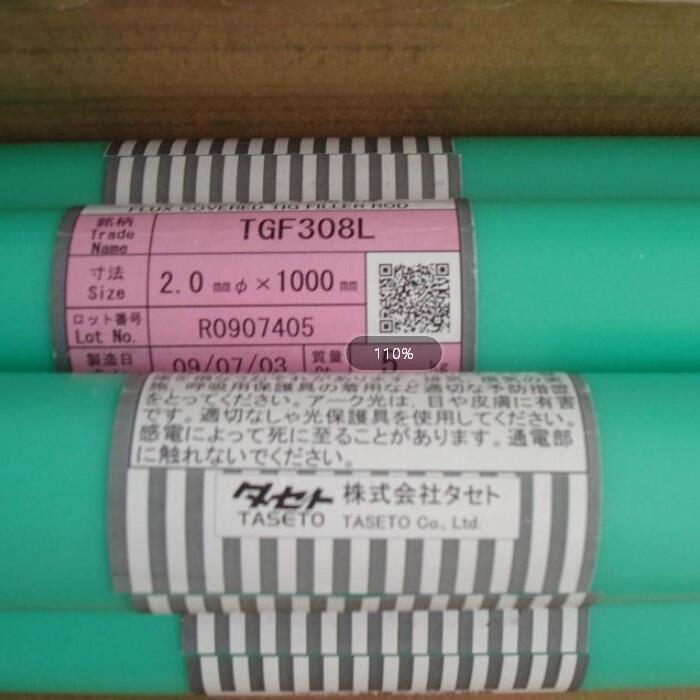 FLUX COVERED TIG FILLER ROD
銘柄 Trade Name TGF308L
寸法 Size 2.0 mmφ×1000 mm
ロット番号 Lot No. R0907405
製造日 09/07/03 質量 5
110%
施、呼吸用保護具の着用など適切な予防措置
をとってください。アーク光は、目や皮膚に有害
です。適切なしゃ光保護具を使用してください。
感電によって死に至ることがあります。通電部
に触れないでください。
タセト 株式会社タセト
TASETO TASETO Co., Ltd.